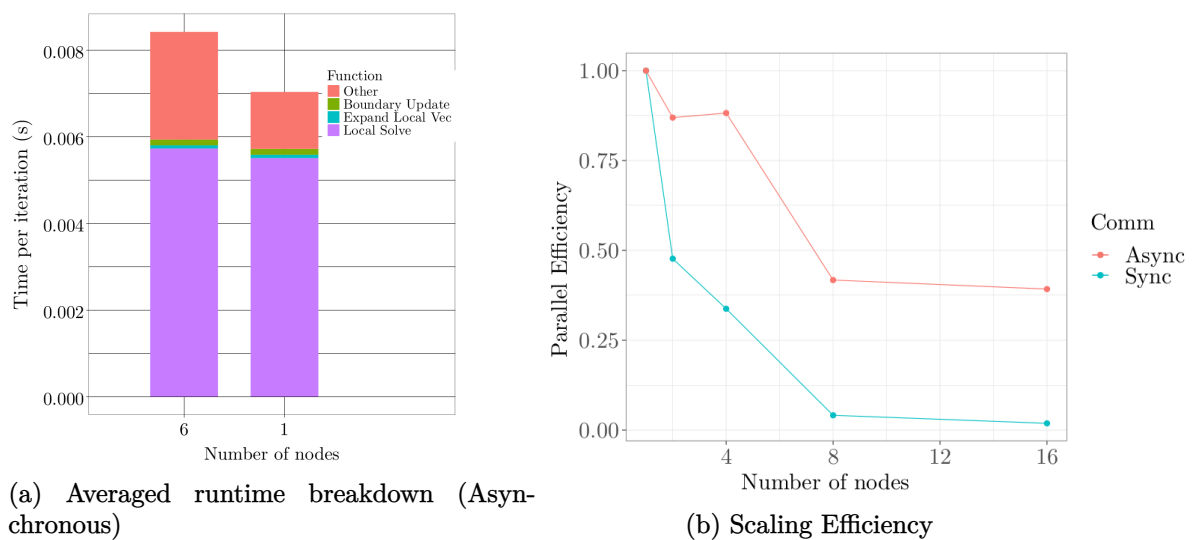 0.008
0.006
0.004
0.002
0.000
Time per iteration (s)
Function
Other
Boundary Update
Expand Local Vec
Local Solve
6
1
Number of nodes
(a) Averaged runtime breakdown (Asyn-
chronous)
1.00
0.75
0.50
0.25
0.00
Parallel Efficiency
4
8
12
16
Number of nodes
Comm
Async
Sync
(b) Scaling Efficiency